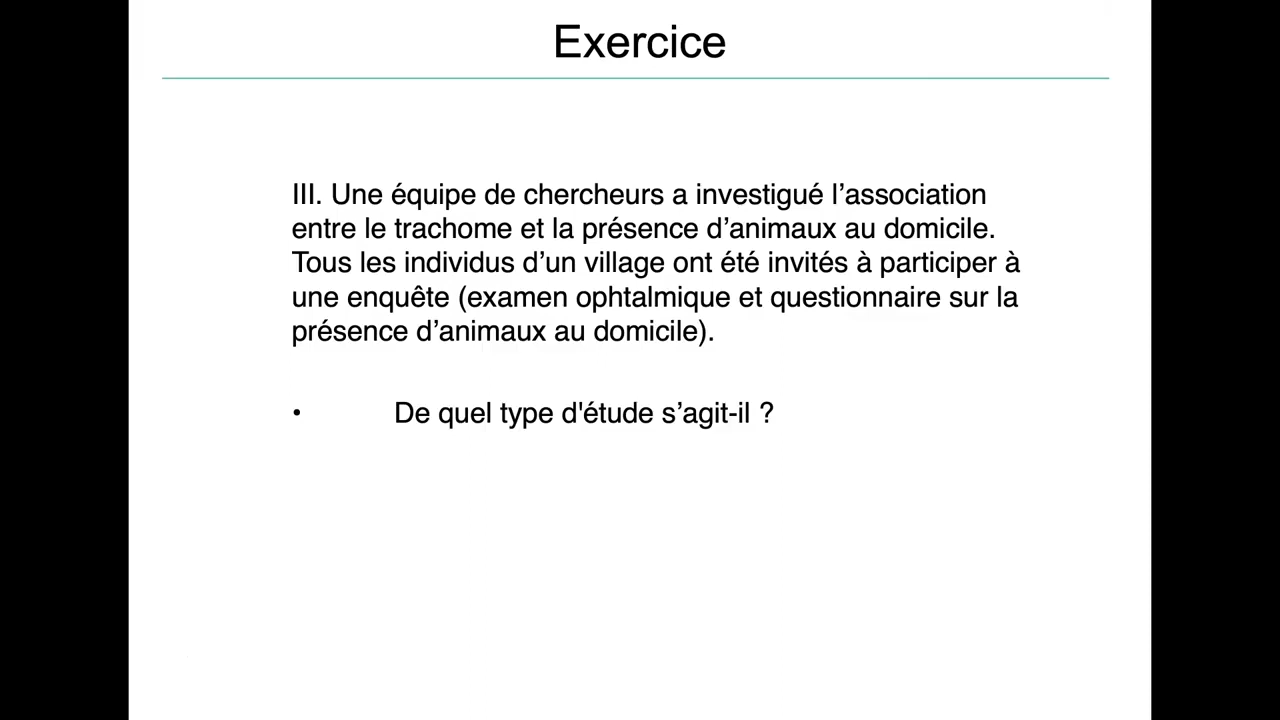 Exercice
III. Une équipe de chercheurs a investigué l’association
entre le trachome et la présence d’animaux au domicile.
Tous les individus d’un village ont été invités à participer à
une enquête (examen ophtalmique et questionnaire sur la
présence d’animaux au domicile).
• De quel type d'étude s’agit-il ?